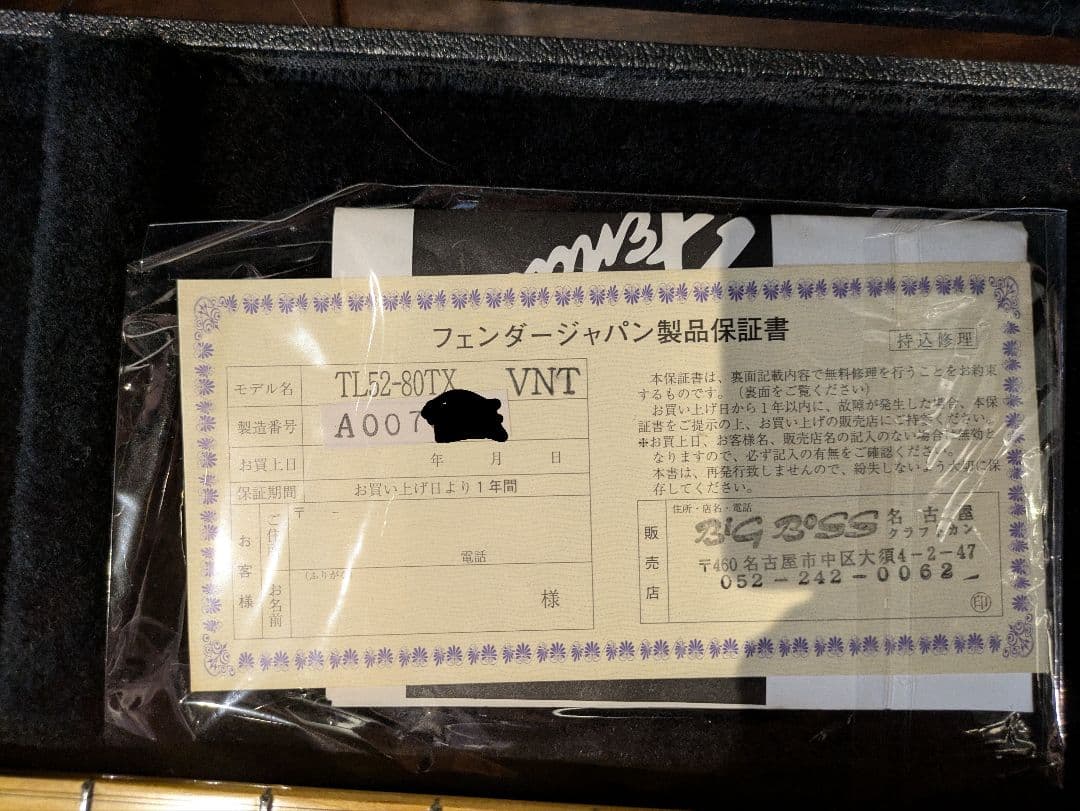 フェンダージャパン製品保証書
持込修理
モデル名 TL52-80TX VNT
製造番号 A007
お買上日 年 月 日
保証期間 お買い上げ日より1年間
お客様
ご住所 〒 -
電話
(ふりがな)
お名前 様
本保証書は、裏面記載内容で無料修理を行うことをお約束
するものです。(裏面をご覧ください)
お買い上げ日から1年以内に、故障が発生した場合、本保
証書をご提示の上、お買い上げの販売店にご持参ください。
※お買上日、お客様名、販売店名の記入のない場合は無効と
なりますので、必ず記入の有無をご確認ください。
本書は、再発行致しませんので、紛失しないよう大切に保
存してください。
販売店
住所・店名・電話
BIG BOSS 名古屋
クラフイカン
〒460 名古屋市中区大須4-2-47
052-242-0062
印